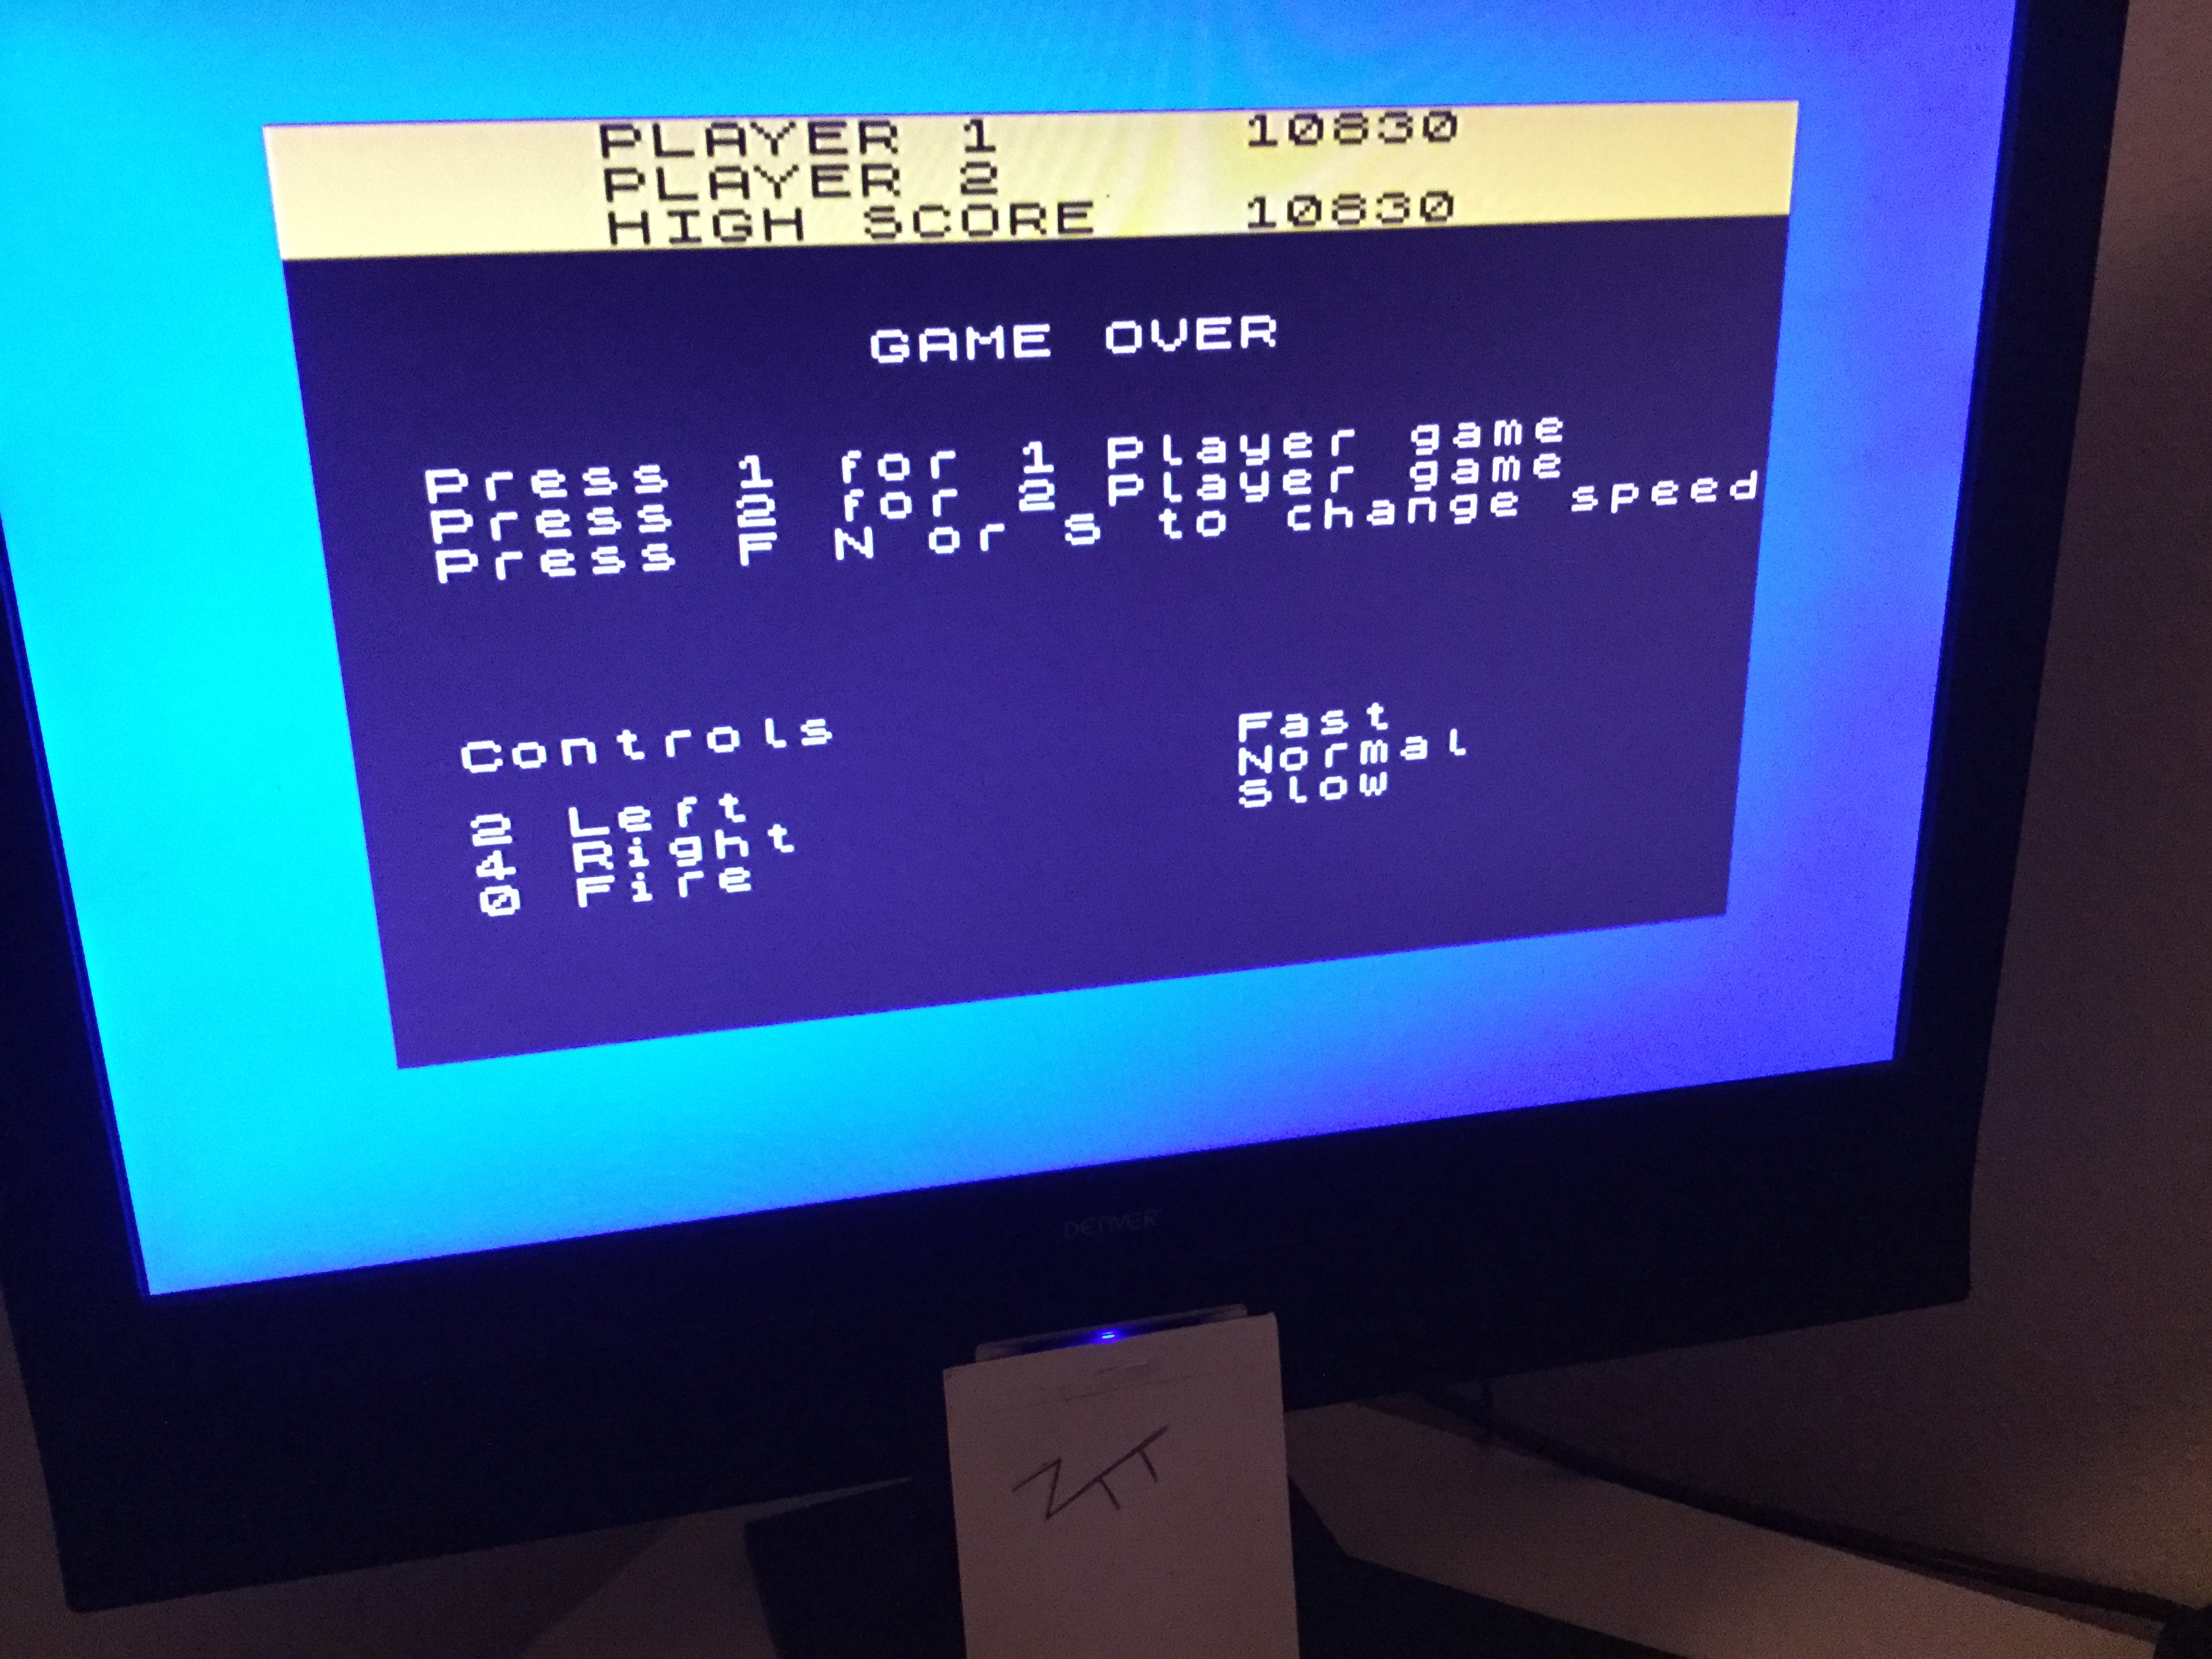 PLAYER 1 10830
PLAYER 2
HIGH SCORE 10830
GAME OVER
Press 1 for 1 Player game
Press 2 for 2 Player game
Press F N or S to change speed
Controls
2 Left
4 Right
0 Fire
Fast
Normal
Slow
DENVER